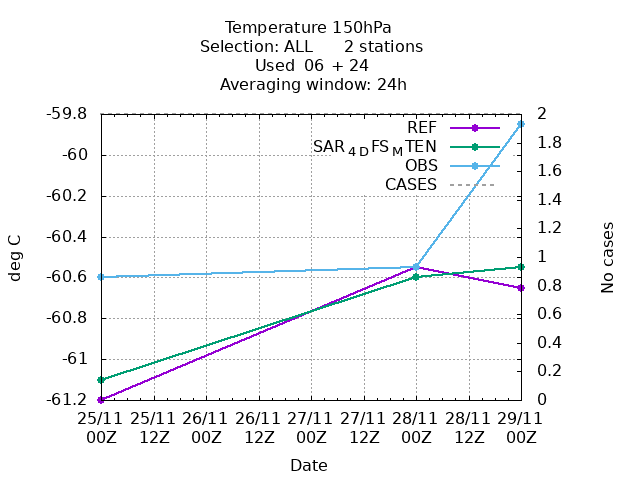 Temperature 150hPa
Selection: ALL      2 stations
Used  06 + 24
Averaging window: 24h
-59.8
-60
-60.2
-60.4
-60.6
-60.8
-61
-61.2
deg C
2
1.8
1.6
1.4
1.2
1
0.8
0.6
0.4
0.2
0
No cases
REF
SAR4DFSMTEN
OBS
CASES
25/11 25/11 26/11 26/11 27/11 27/11 28/11 28/11 29/11
00Z 12Z 00Z 12Z 00Z 12Z 00Z 12Z 00Z
Date